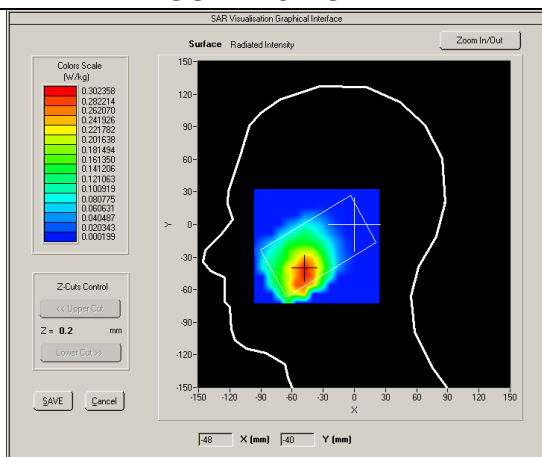 SAR Visualisation Graphical Interface
Surface Radiated Intensity
Zoom In/Out
Colors Scale
(W/kg)
0.302358
0.282214
0.262070
0.241926
0.221782
0.201638
0.181494
0.161350
0.141206
0.121063
0.100919
0.080775
0.060631
0.040487
0.020343
0.000199
Z-Cuts Control
<< Upper Cut
Z = 0.2 mm
Lower Cut >>
SAVE Cancel
150-
120-
90-
60-
30-
0-
-30-
-60-
-90-
-120-
-150-
Y
-150 -120 -90 -60 -30 0 30 60 90 120 150
X
-48 X (mm) -40 Y (mm)